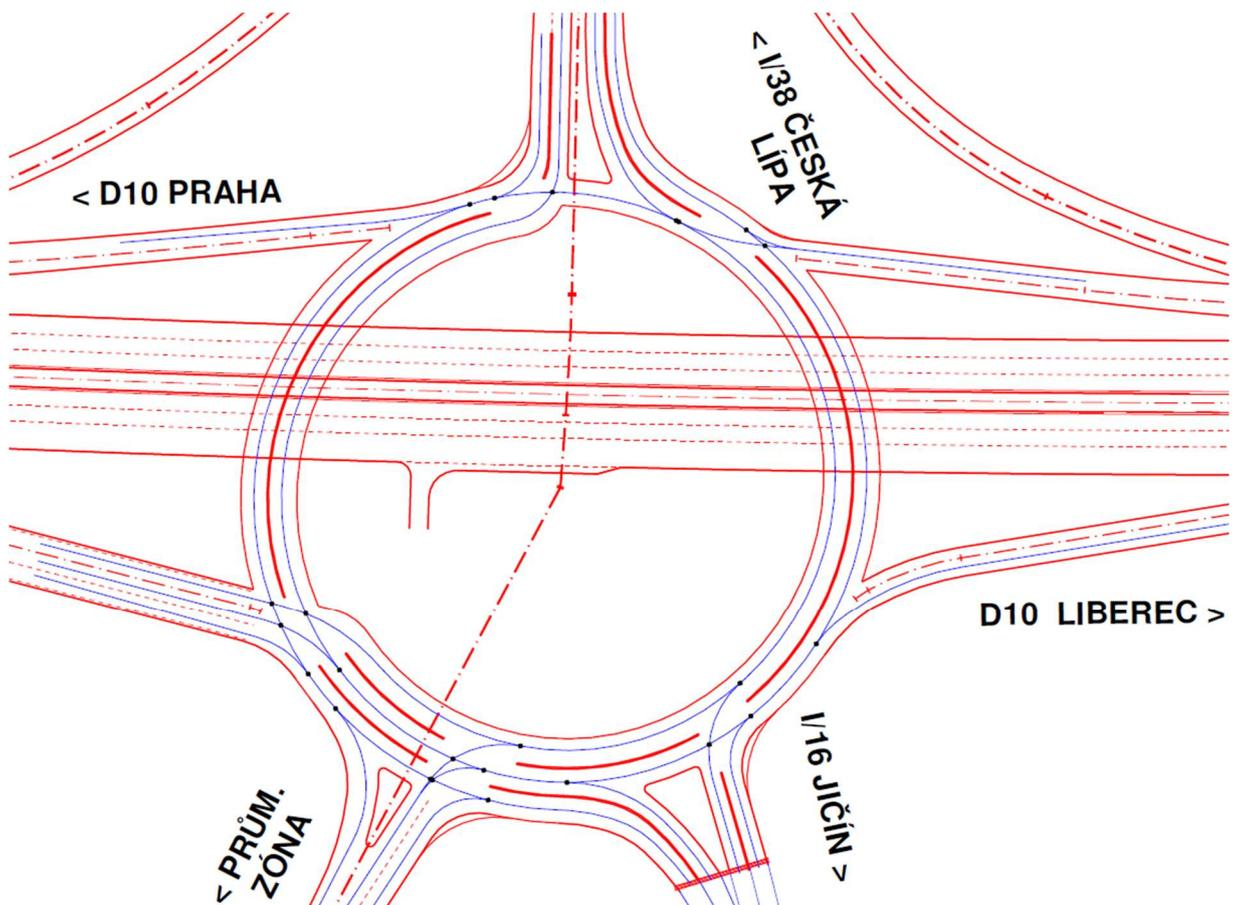 < I/38 ČESKÁ
LÍPA
< D10 PRAHA
D10 LIBEREC >
I/16 JIČÍN >
< PRŮM.
ZÓNA